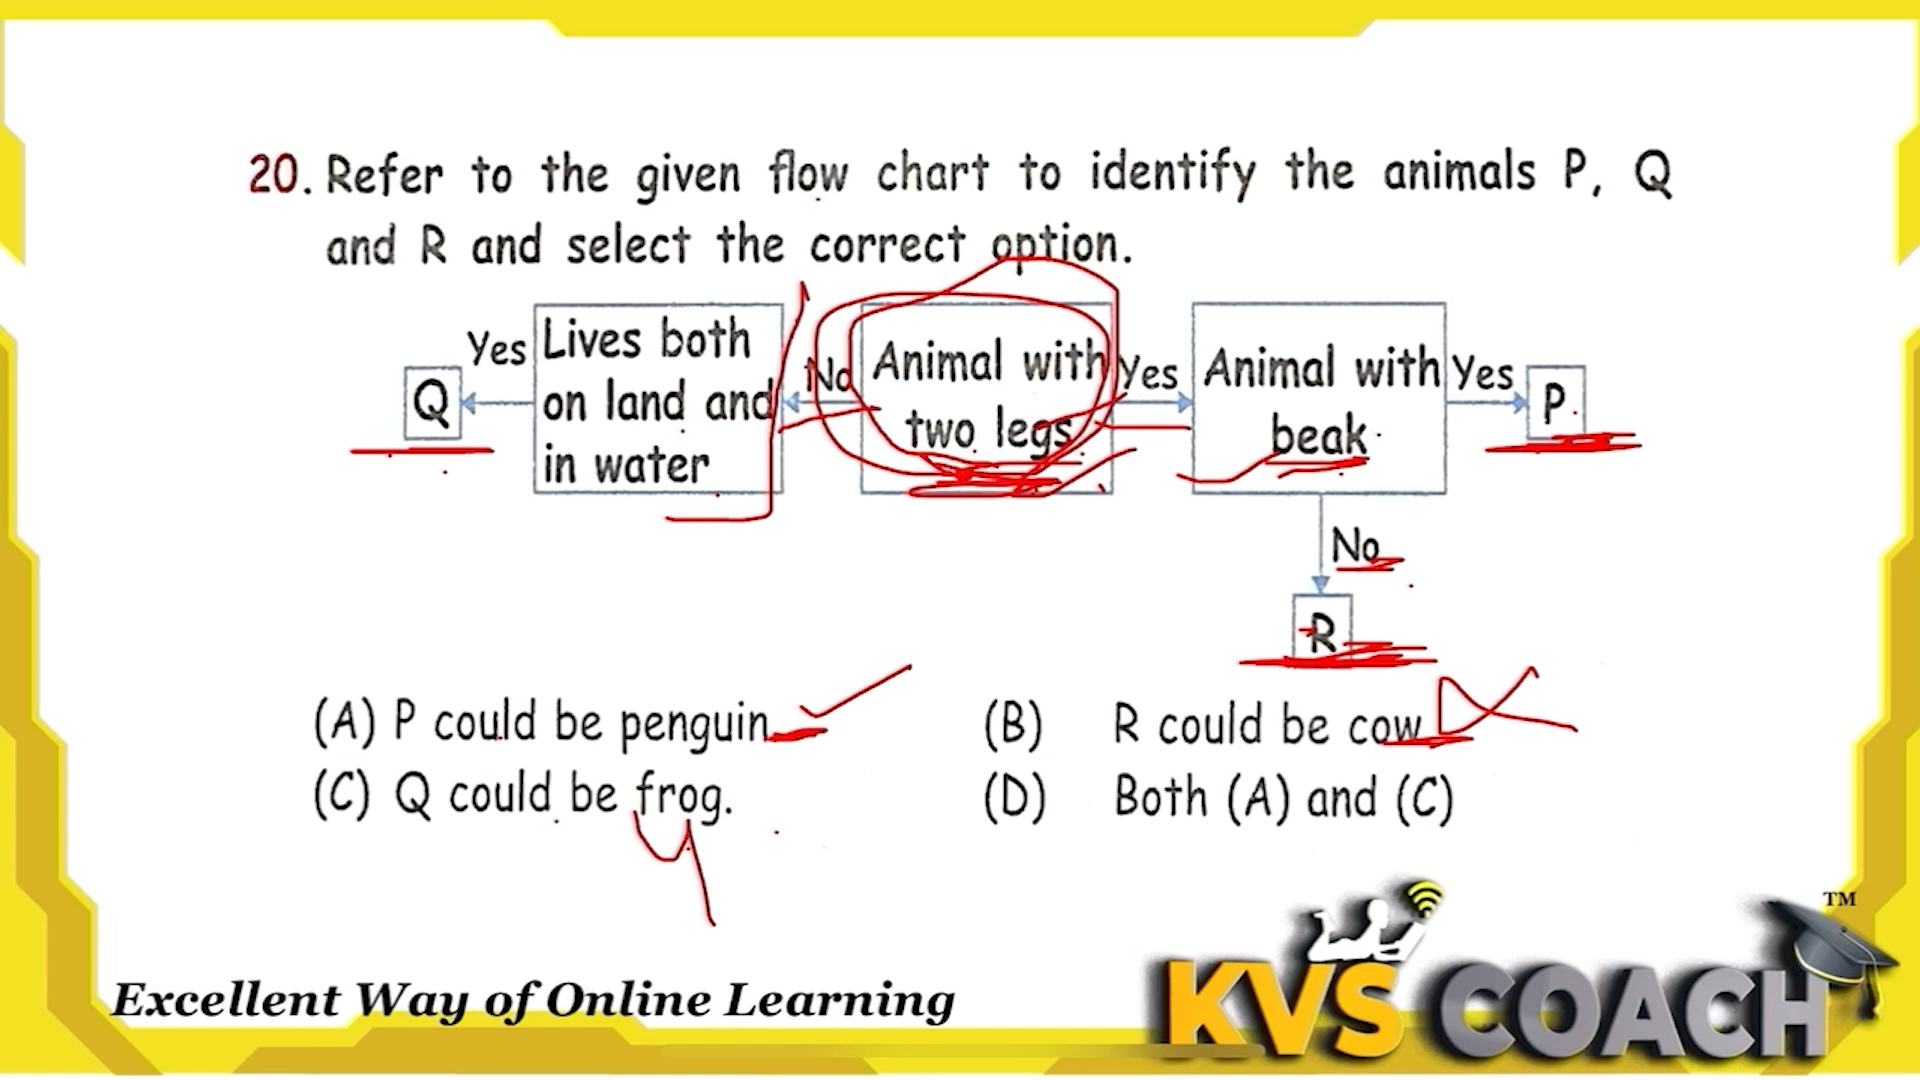 20. Refer to the given flow chart to identify the animals P, Q
and R and select the correct option.
Q
Yes
Lives both
on land and
in water
No
Animal with
two legs
Yes
Animal with
beak
Yes
P
No
R
(A) P could be penguin
(B) R could be cow
(C) Q could be frog.
(D) Both (A) and (C)
Excellent Way of Online Learning
KVS COACH
TM